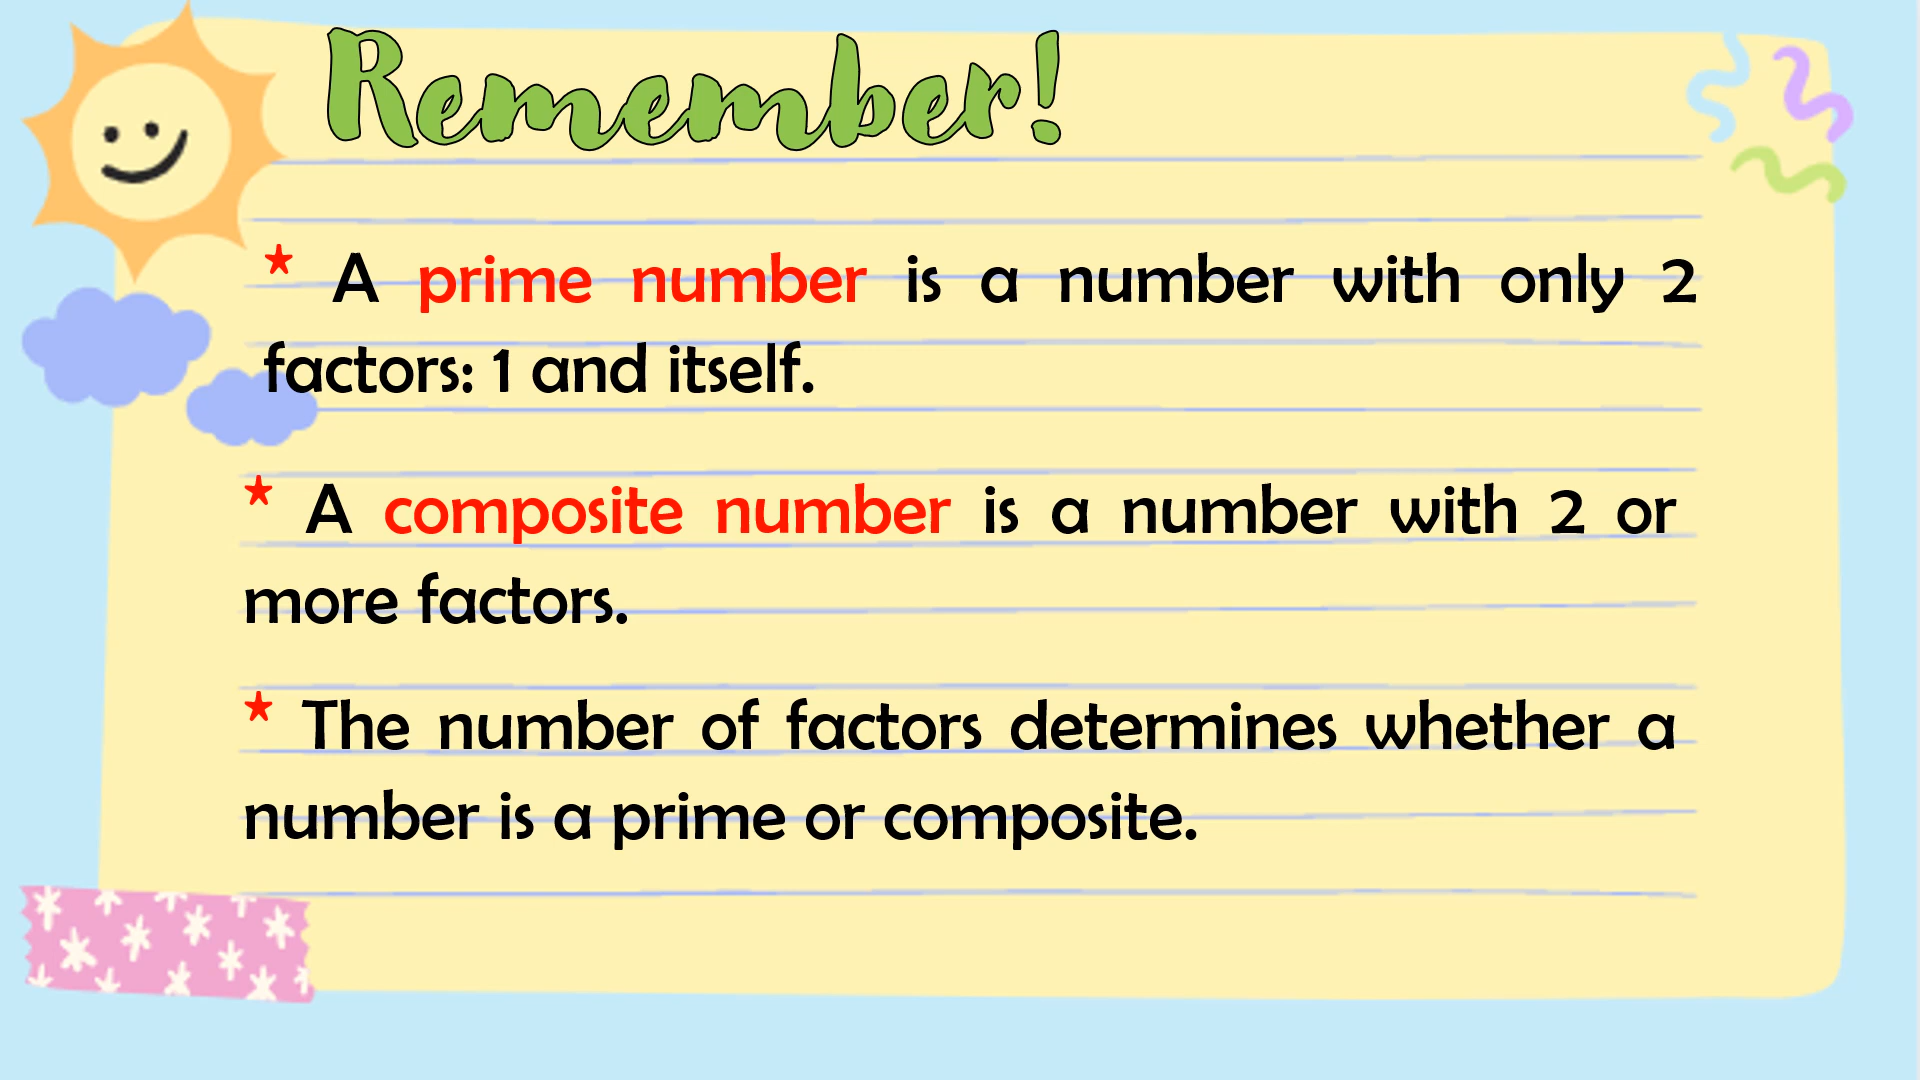 Remember!
* A prime number is a number with only 2
factors: 1 and itself.
* A composite number is a number with 2 or
more factors.
* The number of factors determines whether a
number is a prime or composite.